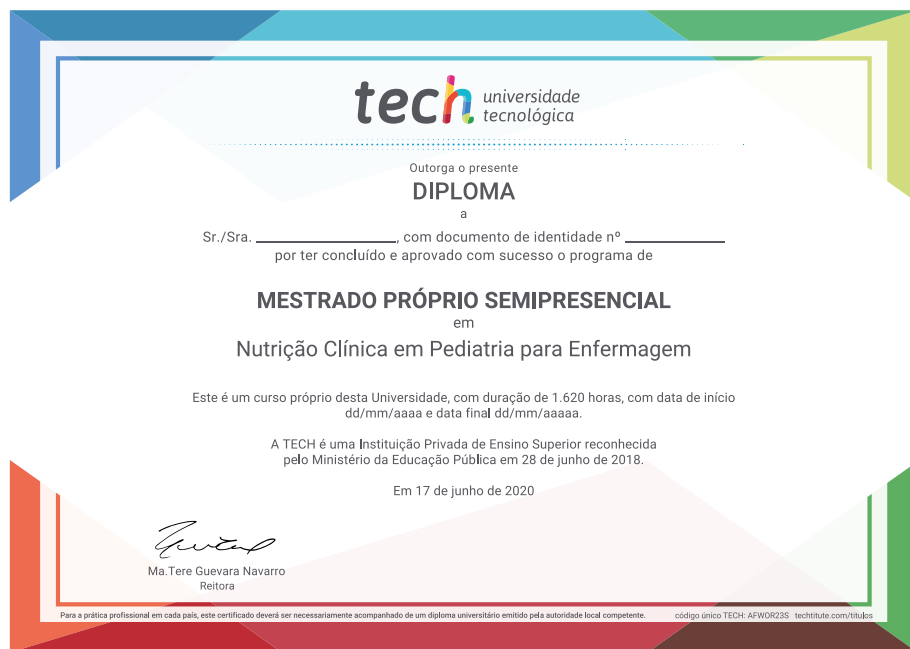 tech universidade
tecnológica
Outorga o presente
DIPLOMA
a
Sr./Sra. ____________________, com documento de identidade nº ______________
por ter concluído e aprovado com sucesso o programa de
MESTRADO PRÓPRIO SEMIPRESENCIAL
em
Nutrição Clínica em Pediatria para Enfermagem
Este é um curso próprio desta Universidade, com duração de 1.620 horas, com data de início
dd/mm/aaaa e data final dd/mm/aaaaa.
A TECH é uma Instituição Privada de Ensino Superior reconhecida
pelo Ministério da Educação Pública em 28 de junho de 2018.
Em 17 de junho de 2020
Ma.Tere Guevara Navarro
Reitora
Para a prática profissional em cada país, este certificado deverá ser necessariamente acompanhado de um diploma universitário emitido pela autoridade local competente. código único TECH: AFWOR23S techtitute.com/titulos